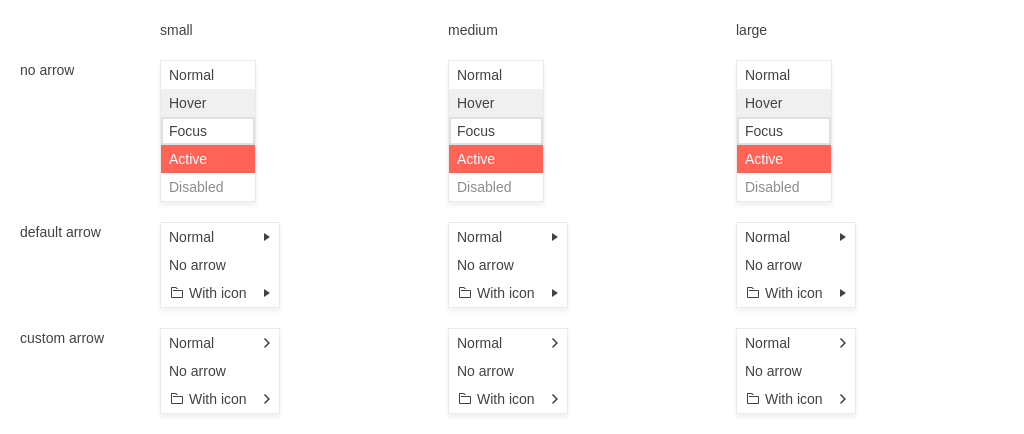 small medium large
no arrow
Normal Normal Normal
Hover Hover Hover
Focus Focus Focus
Active Active Active
Disabled Disabled Disabled
default arrow
Normal Normal Normal
No arrow No arrow No arrow
With icon With icon With icon
custom arrow
Normal Normal Normal
No arrow No arrow No arrow
With icon With icon With icon